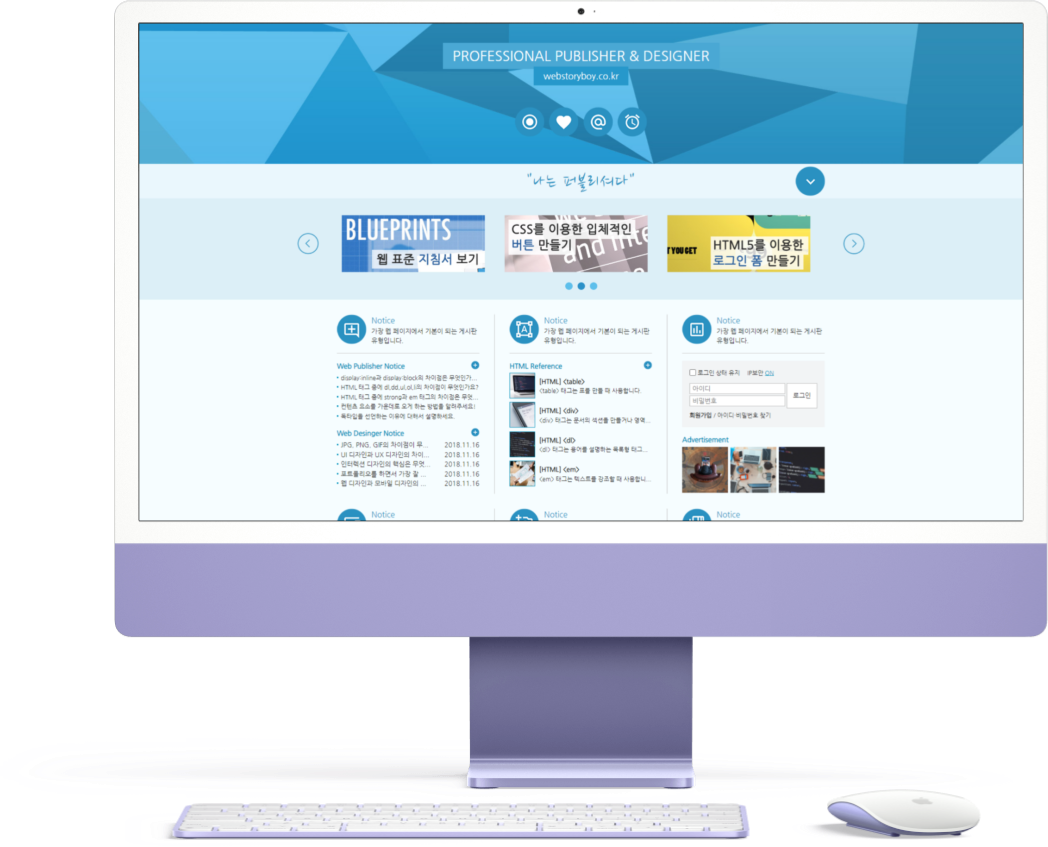 PROFESSIONAL PUBLISHER & DESIGNER
webstoryboy.co.kr
"나는 퍼블리셔다"
BLUEPRINTS
웹 표준 지침서 보기
CSS를 이용한 입체적인
버튼 만들기
and inte
T YOU GET
HTML5를 이용한
로그인 폼 만들기
Notice
가장 웹 페이지에서 기본이 되는 게시판
유형입니다.
Web Publisher Notice
• display:inline과 display:block의 차이점은 무엇인가...
• HTML 태그 중에 dl,dd,ul,ol,li의 차이점이 무엇인가요?
• HTML 태그 중에 strong과 em 태그의 차이점은 무엇...
• 컨텐츠 요소를 가운데로 오게 하는 방법을 알려주세요!
• 독타입을 선언하는 이유에 대해서 설명하세요.
Web Desinger Notice
• JPG, PNG, GIF의 차이점이 무... 2018.11.16
• UI 디자인과 UX 디자인의 차이... 2018.11.16
• 인터랙션 디자인의 핵심은 무엇... 2018.11.16
• 포트폴리오를 하면서 가장 잘 ... 2018.11.16
• 웹 디자인과 모바일 디자인의 ... 2018.11.16
Notice
가장 웹 페이지에서 기본이 되는 게시판
유형입니다.
HTML Reference
[HTML] <table>
<table> 태그는 표를 만들 때 사용합니다.
[HTML] <div>
<div> 태그는 문서의 섹션을 만들거나 영역...
[HTML] <dl>
<dl> 태그는 용어를 설명하는 목록형 태그...
[HTML] <em>
<em> 태그는 텍스트를 강조할 때 사용합니...
Notice
가장 웹 페이지에서 기본이 되는 게시판
유형입니다.
로그인 상태 유지 IP보안 ON
아이디
비밀번호
로그인
회원가입 / 아이디 비밀번호 찾기
Advertisement
Notice
Notice
Notice